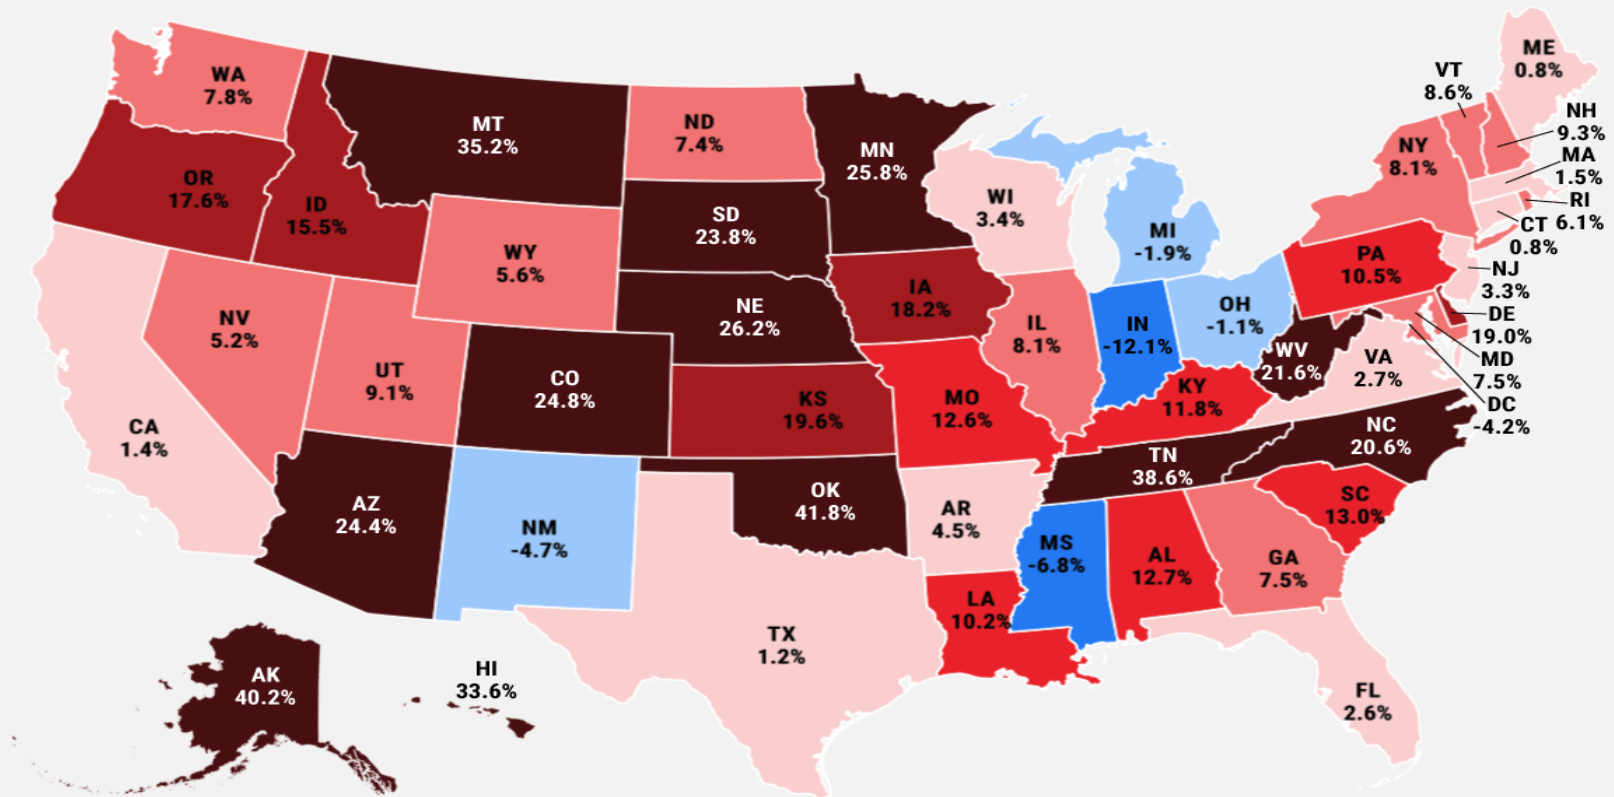 WA
7.8%
OR
17.6%
ID
15.5%
MT
35.2%
ND
7.4%
MN
25.8%
SD
23.8%
WY
5.6%
NE
26.2%
IA
18.2%
WI
3.4%
MI
-1.9%
IL
8.1%
IN
-12.1%
OH
-1.1%
PA
10.5%
NY
8.1%
VT
8.6%
ME
0.8%
NH
9.3%
MA
1.5%
RI
6.1%
CT
0.8%
NJ
3.3%
DE
19.0%
MD
7.5%
DC
-4.2%
WV
21.6%
VA
2.7%
KY
11.8%
NC
20.6%
TN
38.6%
SC
13.0%
GA
7.5%
AL
12.7%
MS
-6.8%
LA
10.2%
AR
4.5%
MO
12.6%
KS
19.6%
CO
24.8%
UT
9.1%
NV
5.2%
CA
1.4%
AZ
24.4%
NM
-4.7%
OK
41.8%
TX
1.2%
FL
2.6%
AK
40.2%
HI
33.6%